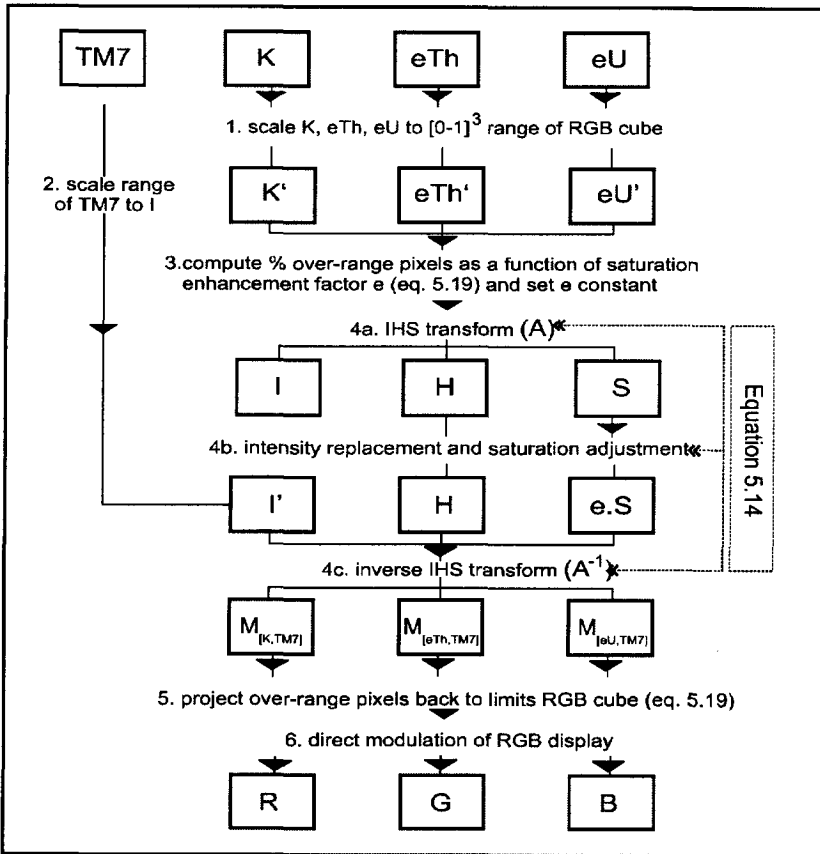 TM7 K eTh eU
1. scale K, eTh, eU to [0-1]³ range of RGB cube
2. scale range
of TM7 to I
K‘ eTh‘ eU’
3.compute % over-range pixels as a function of saturation
enhancement factor e (eq. 5.19) and set e constant
4a. IHS transform (A)
I H S
Equation 5.14
4b. intensity replacement and saturation adjustment
I’ H e.S
4c. inverse IHS transform (A⁻¹)
M[K,TM7] M[eTh,TM7] M[eU,TM7]
5. project over-range pixels back to limits RGB cube (eq. 5.19)
6. direct modulation of RGB display
R G B